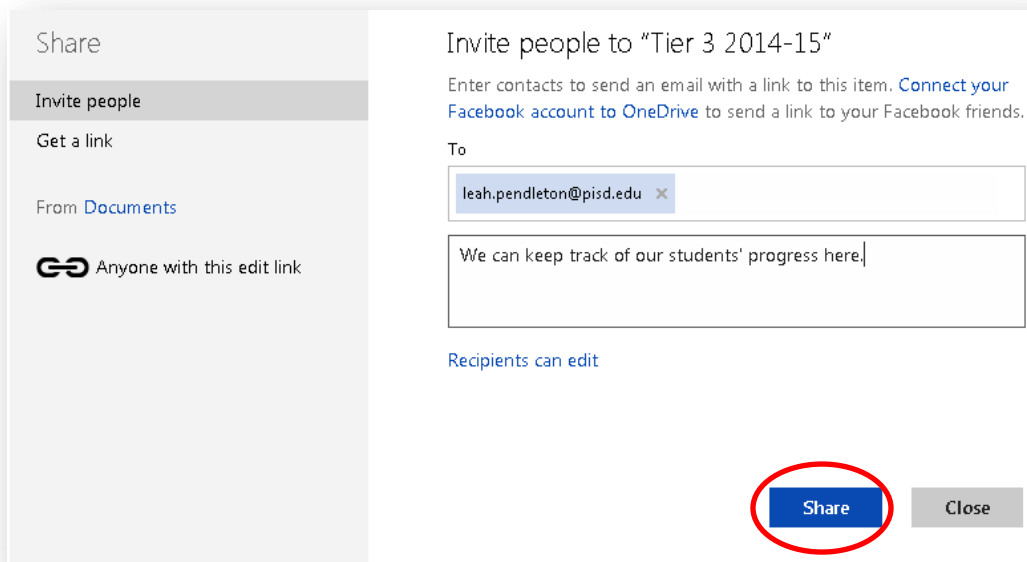 Share
Invite people
Get a link
From Documents
Anyone with this edit link
Invite people to “Tier 3 2014-15”
Enter contacts to send an email with a link to this item. Connect your
Facebook account to OneDrive to send a link to your Facebook friends.
To
leah.pendleton@pisd.edu ×
We can keep track of our students' progress here.
Recipients can edit
Share
Close